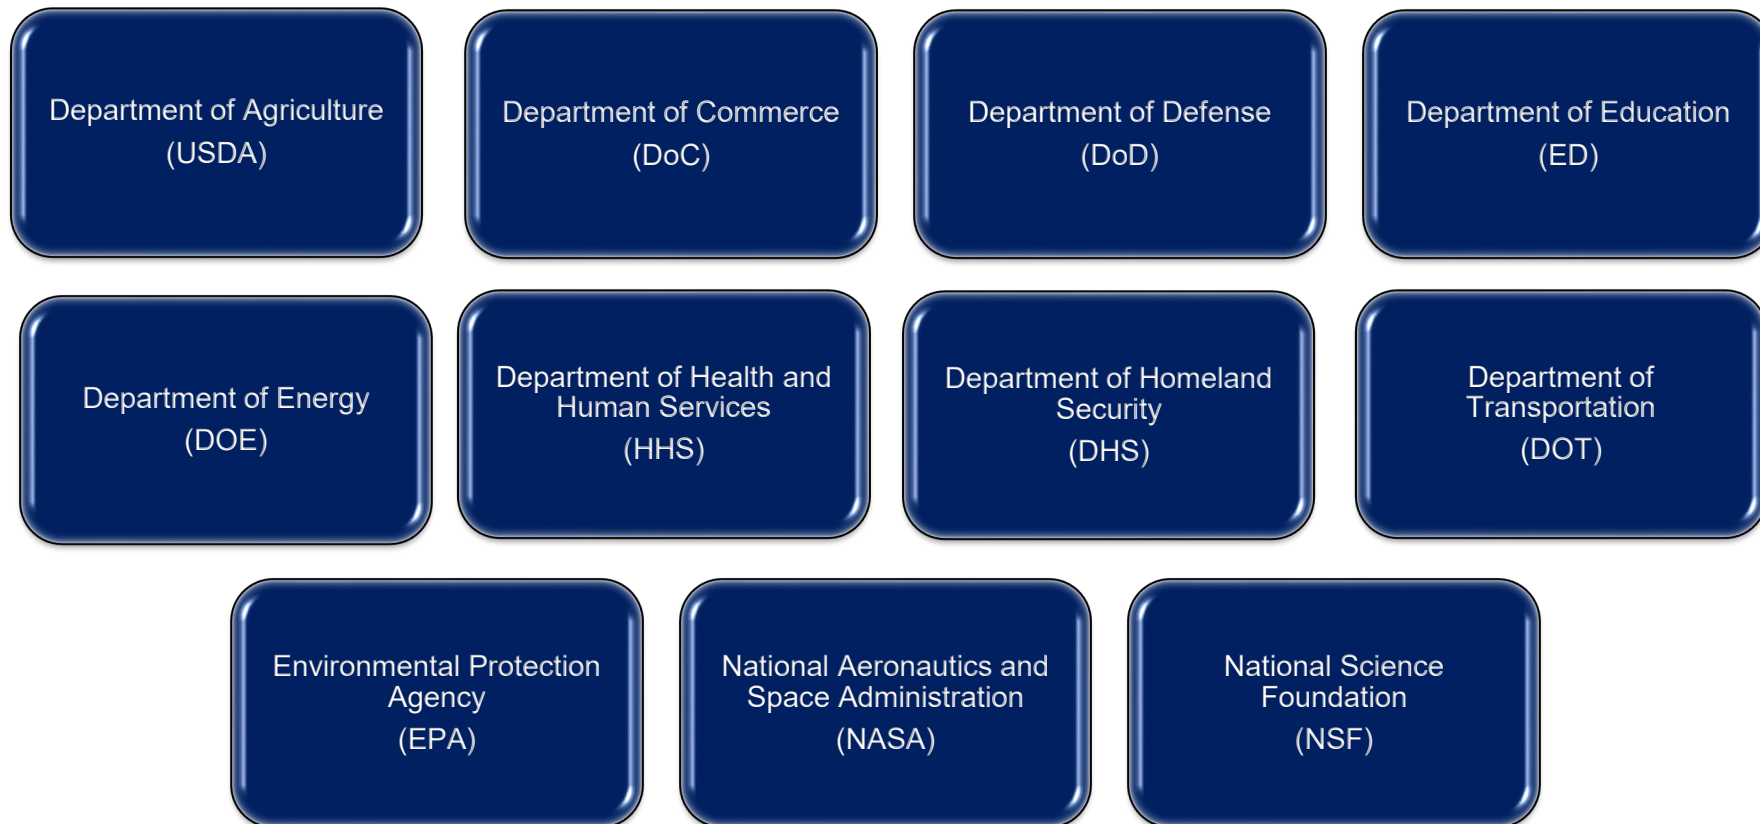 Department of Agriculture
(USDA)
Department of Commerce
(DoC)
Department of Defense
(DoD)
Department of Education
(ED)
Department of Energy
(DOE)
Department of Health and
Human Services
(HHS)
Department of Homeland
Security
(DHS)
Department of
Transportation
(DOT)
Environmental Protection
Agency
(EPA)
National Aeronautics and
Space Administration
(NASA)
National Science
Foundation
(NSF)